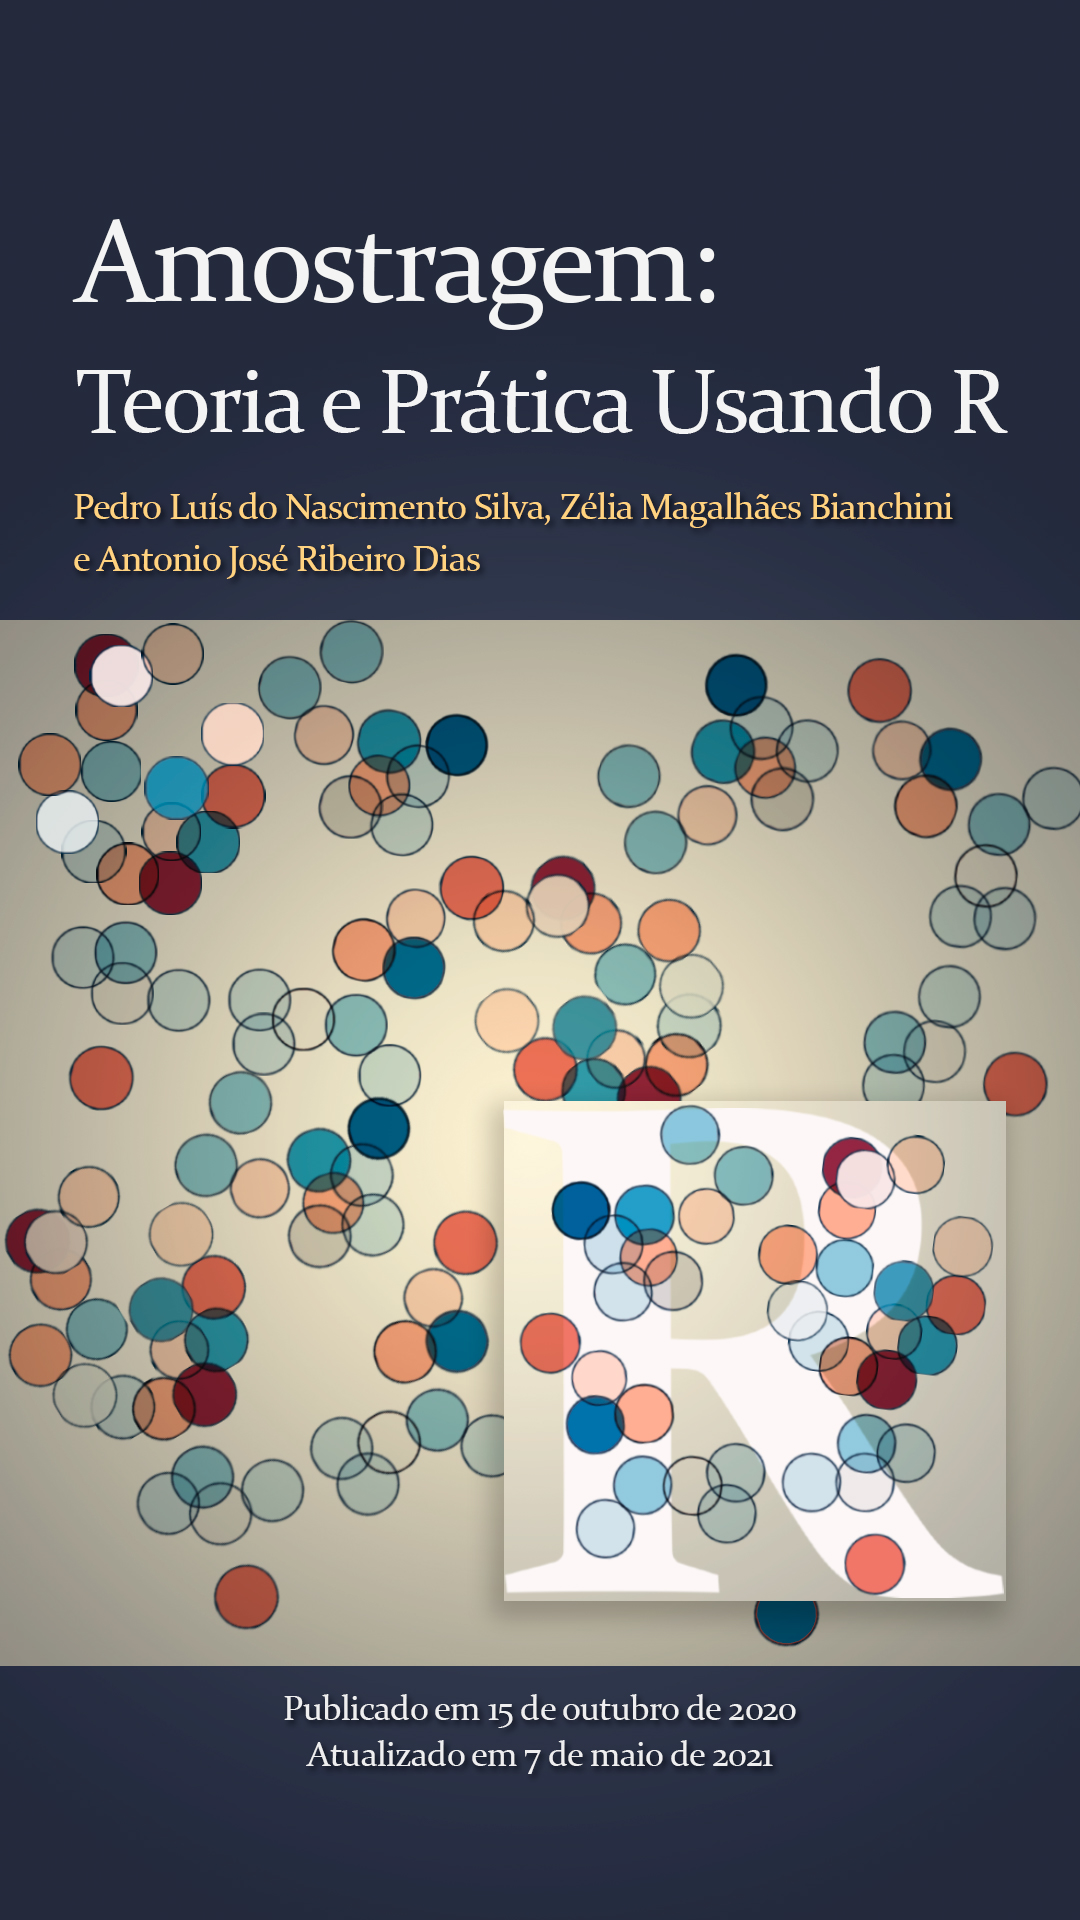 Amostragem:
Teoria e Prática Usando R
Pedro Luís do Nascimento Silva, Zélia Magalhães Bianchini
e Antonio José Ribeiro Dias
R
Publicado em 15 de outubro de 2020
Atualizado em 7 de maio de 2021